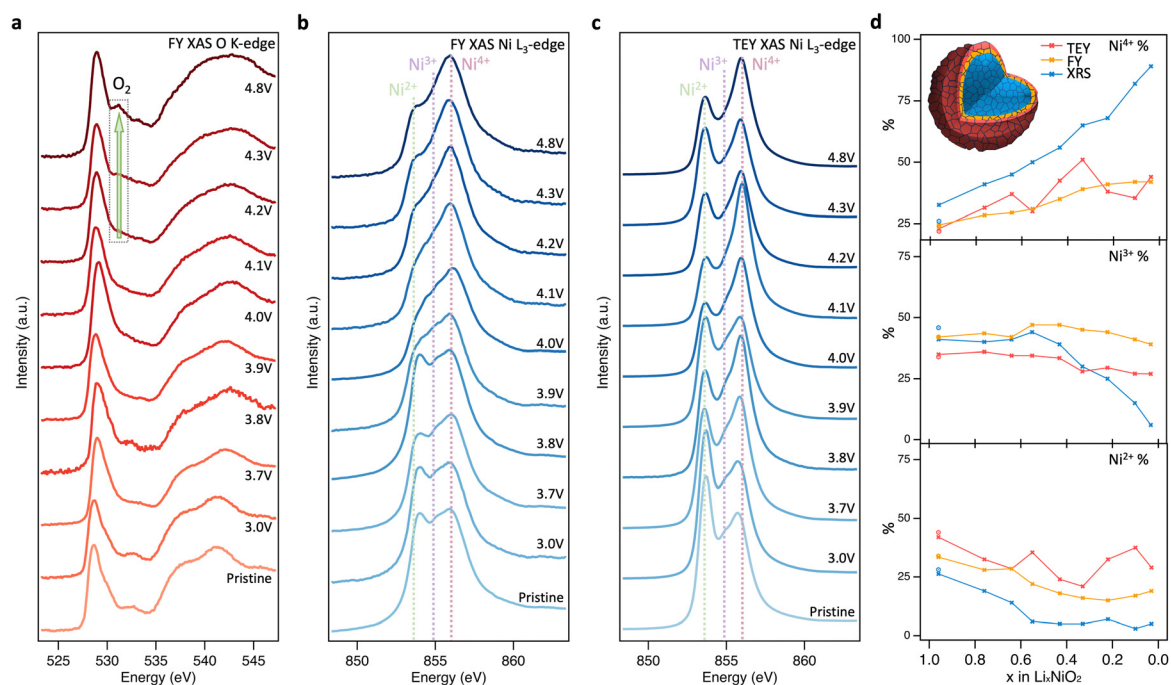 a
FY XAS O K-edge
O₂
4.8V
4.3V
4.2V
4.1V
4.0V
3.9V
3.8V
3.7V
3.0V
Pristine
Intensity (a.u.)
525 530 535 540 545
Energy (eV)
b
FY XAS Ni L₃-edge
Ni³⁺
Ni²⁺ Ni⁴⁺
4.8V
4.3V
4.2V
4.1V
4.0V
3.9V
3.8V
3.7V
3.0V
Pristine
Intensity (a.u.)
850 855 860
Energy (eV)
c
TEY XAS Ni L₃-edge
Ni³⁺ Ni⁴⁺
Ni²⁺
4.8V
4.3V
4.2V
4.1V
4.0V
3.9V
3.8V
3.7V
3.0V
Pristine
Intensity (a.u.)
850 855 860
Energy (eV)
d
TEY
FY
XRS
Ni⁴⁺ %
100
75
%
50
25
Ni³⁺ %
75
%
50
25
0
Ni²⁺ %
75
%
50
25
0
1.0 0.8 0.6 0.4 0.2 0.0
x in LiₓNiO₂